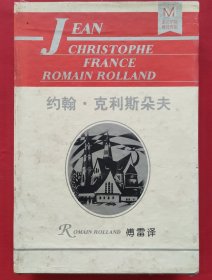 JEAN
CHRISTOPHE
FRANCE
ROMAIN ROLLAND
约翰·克利斯朵夫
ROMAIN ROLLAND 傅雷译